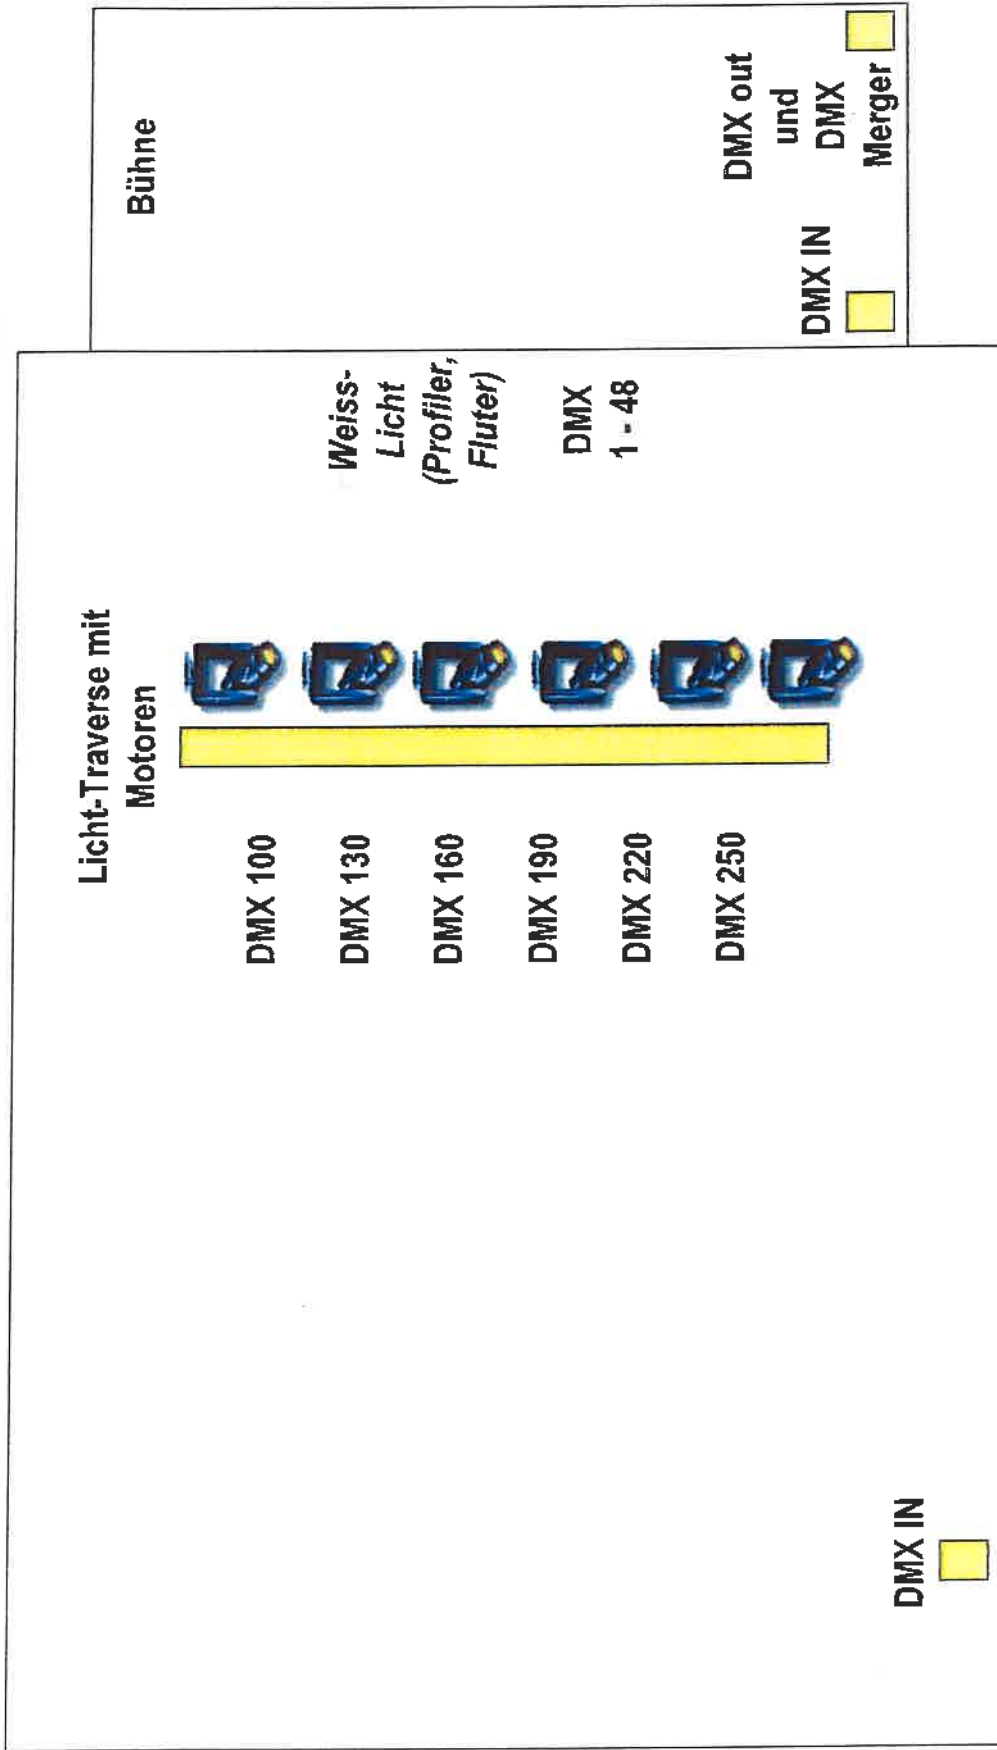 Bühne
DMX out
und
DMX
Merger
DMX IN
Weiss-
Licht
(Profiler,
Fluter)
DMX
1 - 48
Licht-Traverse mit
Motoren
DMX 100
DMX 130
DMX 160
DMX 190
DMX 220
DMX 250
DMX IN